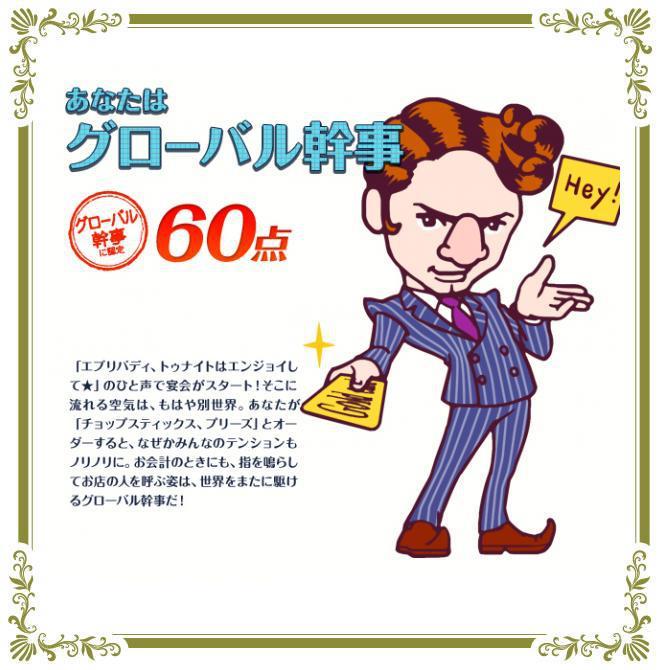 あなたは
グローバル幹事
グローバル
幹事
に認定
60点
Hey!
「エブリバディ、トゥナイトはエンジョイし
て★」のひと声で宴会がスタート！そこに
流れる空気は、もはや別世界。あなたが
「チョップスティックス、プリーズ」とオー
ダーすると、なぜかみんなのテンションも
ノリノリに。お会計のときにも、指を鳴らし
てお店の人を呼ぶ姿は、世界をまたに駆け
るグローバル幹事だ！